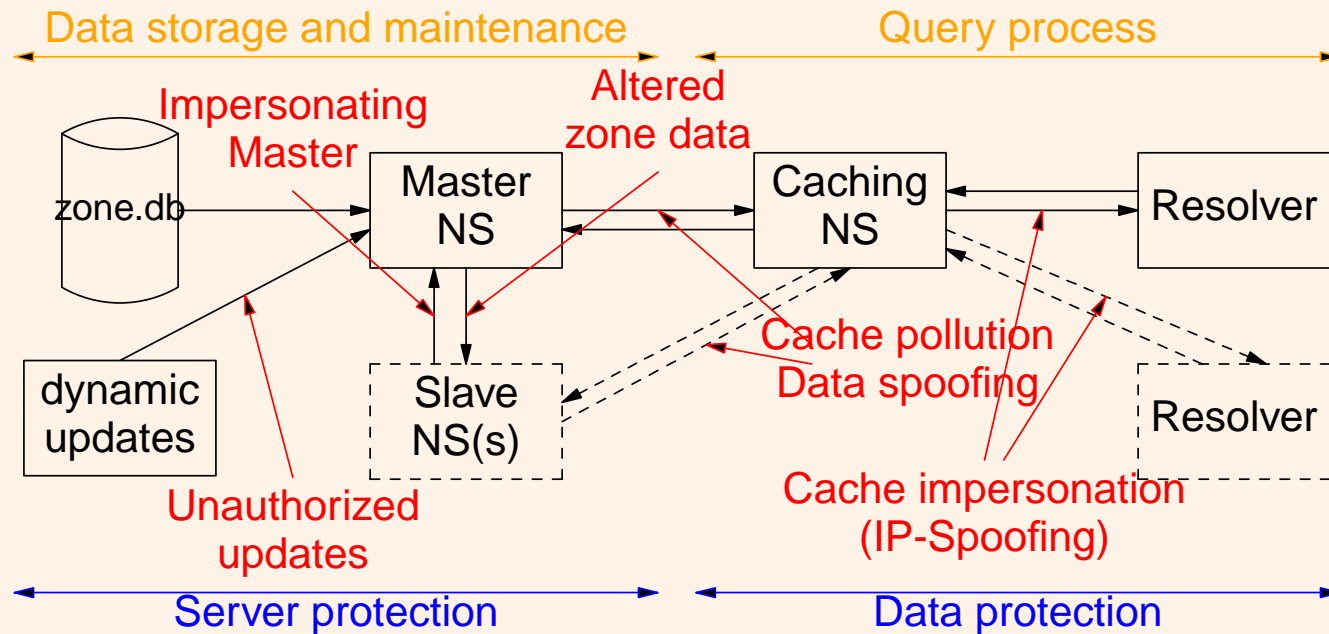 Data storage and maintenance
Query process
Impersonating
Master
Altered
zone data
zone.db
Master
NS
Caching
NS
Resolver
Cache pollution
Data spoofing
dynamic
updates
Slave
NS(s)
Resolver
Unauthorized
updates
Cache impersonation
(IP-Spoofing)
Server protection
Data protection